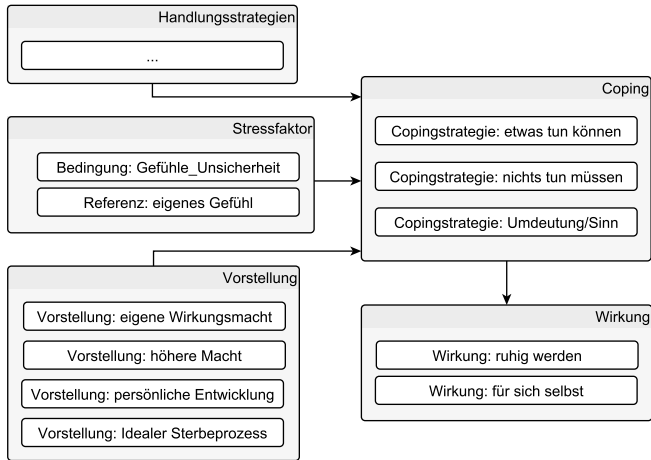 Handlungsstrategien
...
Stressfaktor
Bedingung: Gefühle_Unsicherheit
Referenz: eigenes Gefühl
Vorstellung
Vorstellung: eigene Wirkungsmacht
Vorstellung: höhere Macht
Vorstellung: persönliche Entwicklung
Vorstellung: Idealer Sterbeprozess
Coping
Copingstrategie: etwas tun können
Copingstrategie: nichts tun müssen
Copingstrategie: Umdeutung/Sinn
Wirkung
Wirkung: ruhig werden
Wirkung: für sich selbst